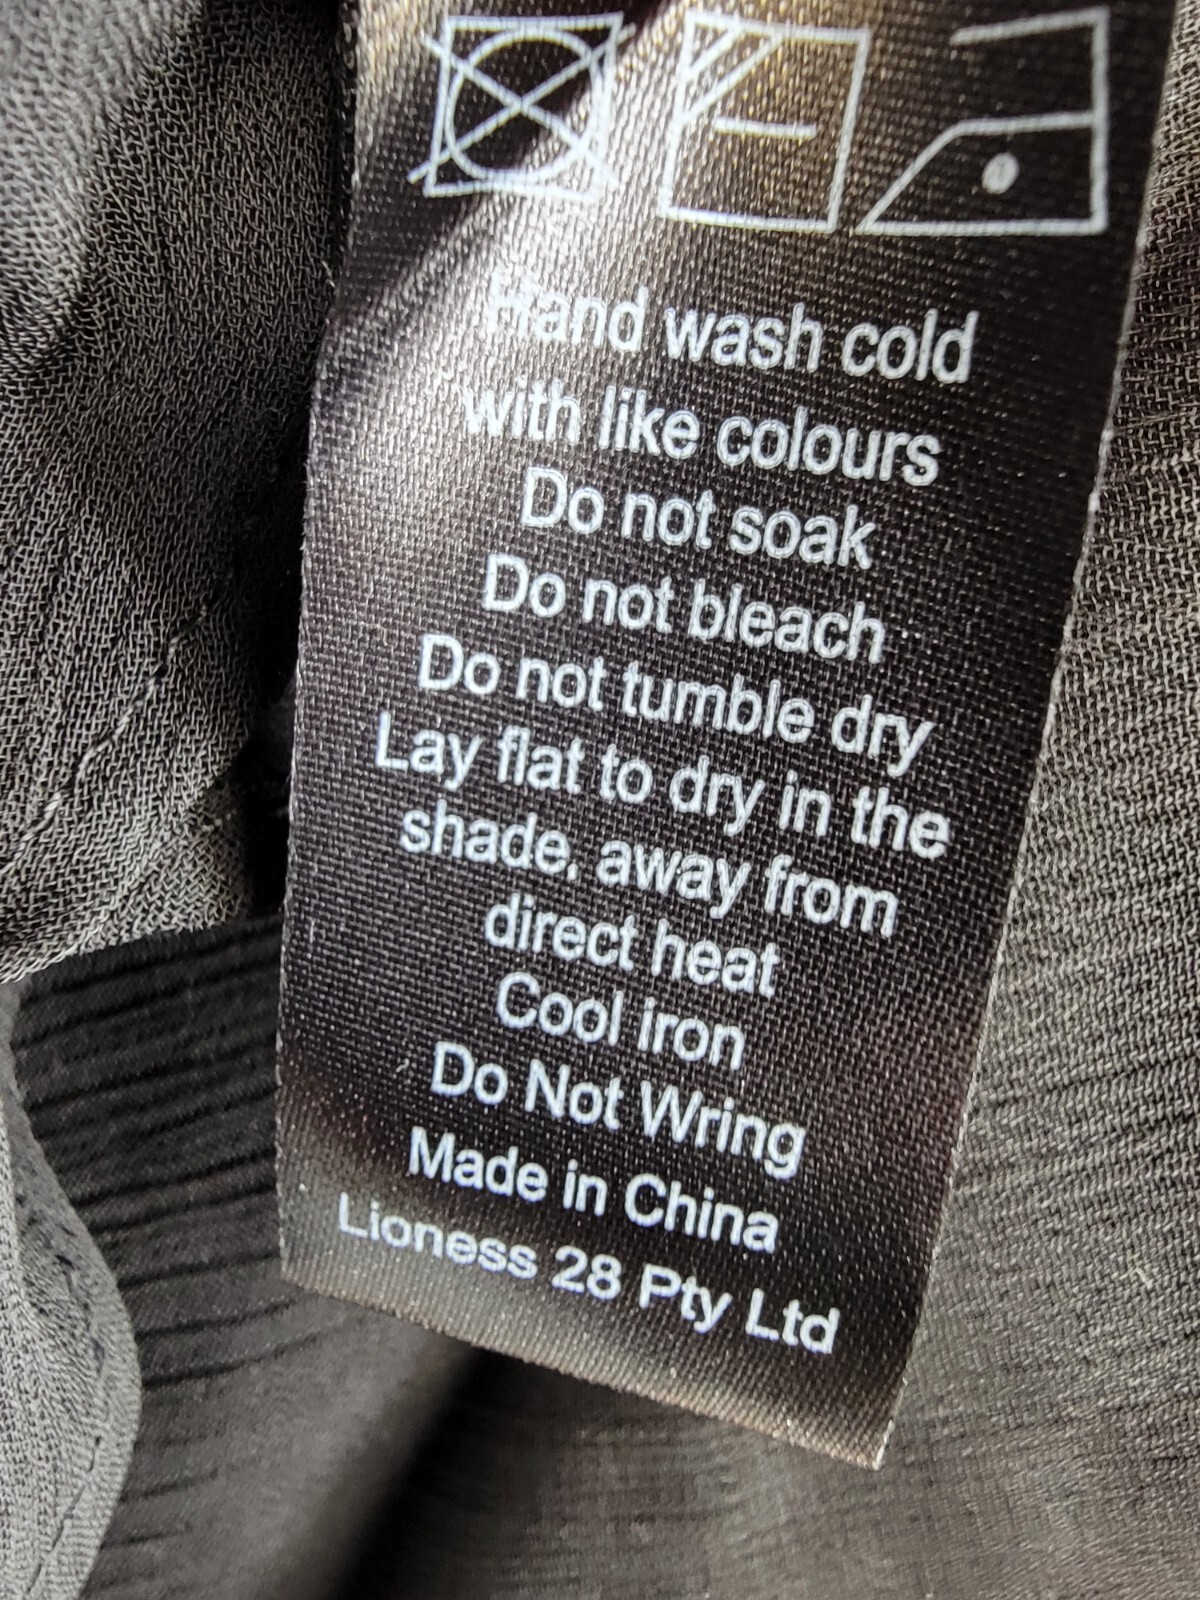 Hand wash cold
with like colours
Do not soak
Do not bleach
Do not tumble dry
Lay flat to dry in the
shade, away from
direct heat
Cool iron
Do Not Wring
Made in China
Lioness 28 Pty Ltd